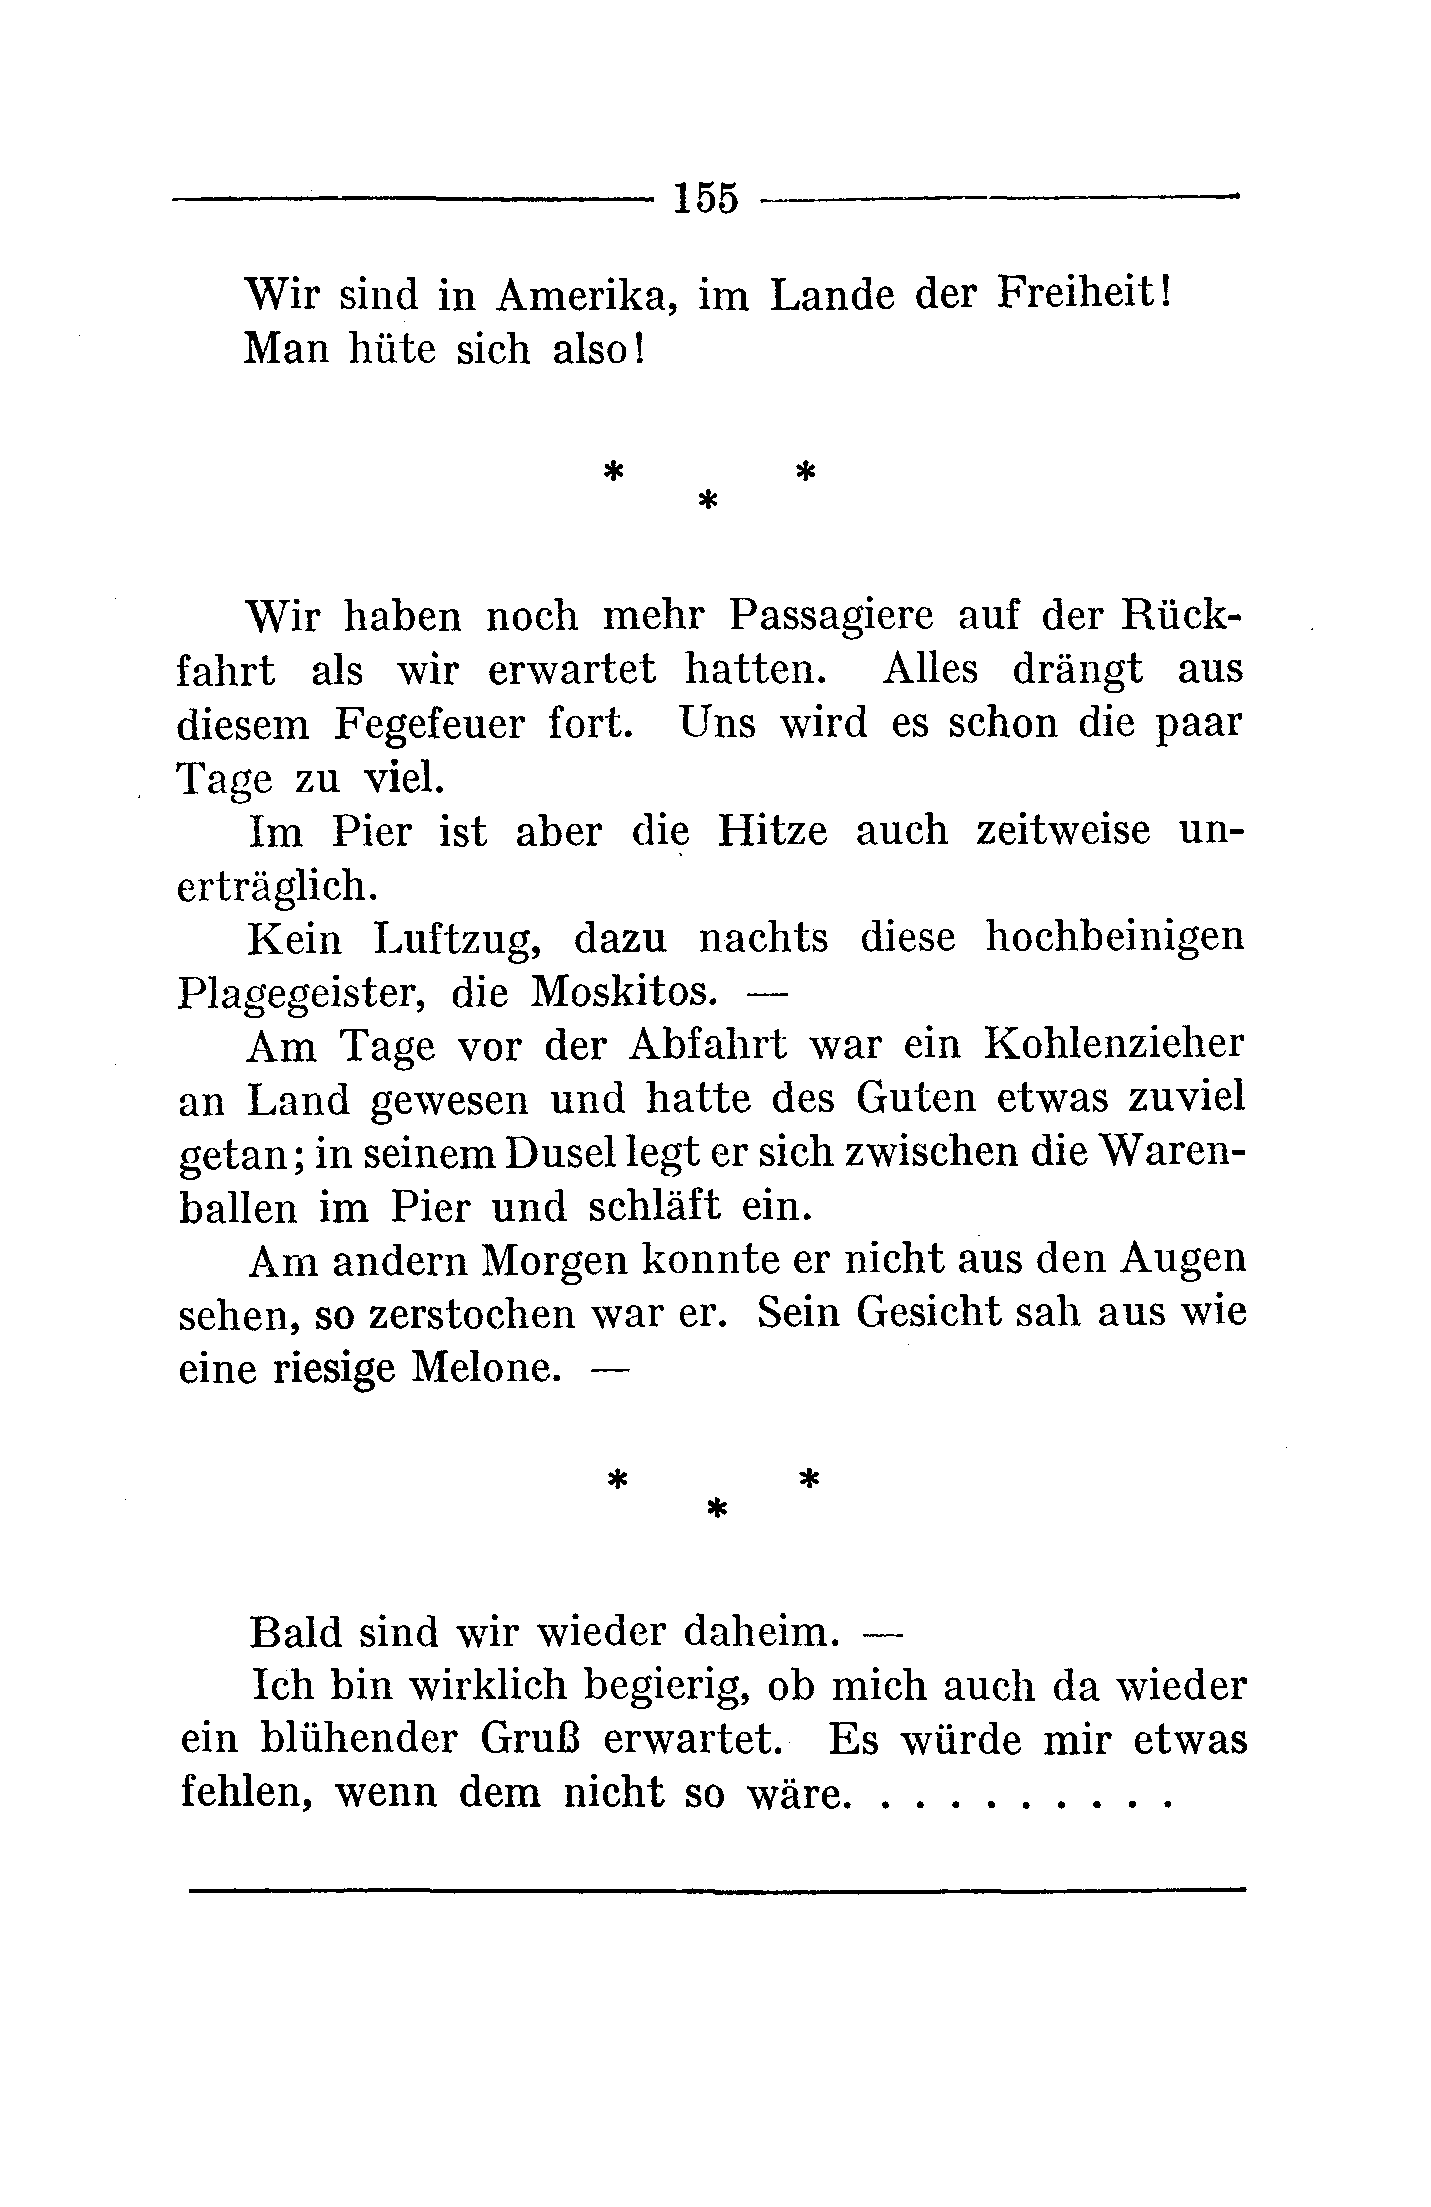 155
Wir sind in Amerika, im Lande der Freiheit!
Man hüte sich also!
* * *
Wir haben noch mehr Passagiere auf der Rück-
fahrt als wir erwartet hatten. Alles drängt aus
diesem Fegefeuer fort. Uns wird es schon die paar
Tage zu viel.
Im Pier ist aber die Hitze auch zeitweise un-
erträglich.
Kein Luftzug, dazu nachts diese hochbeinigen
Plagegeister, die Moskitos. —
Am Tage vor der Abfahrt war ein Kohlenzieher
an Land gewesen und hatte des Guten etwas zuviel
getan; in seinem Dusel legt er sich zwischen die Waren-
ballen im Pier und schläft ein.
Am andern Morgen konnte er nicht aus den Augen
sehen, so zerstochen war er. Sein Gesicht sah aus wie
eine riesige Melone. —
* * *
Bald sind wir wieder daheim. —
Ich bin wirklich begierig, ob mich auch da wieder
ein blühender Gruß erwartet. Es würde mir etwas
fehlen, wenn dem nicht so wäre. . . . . . . . . .